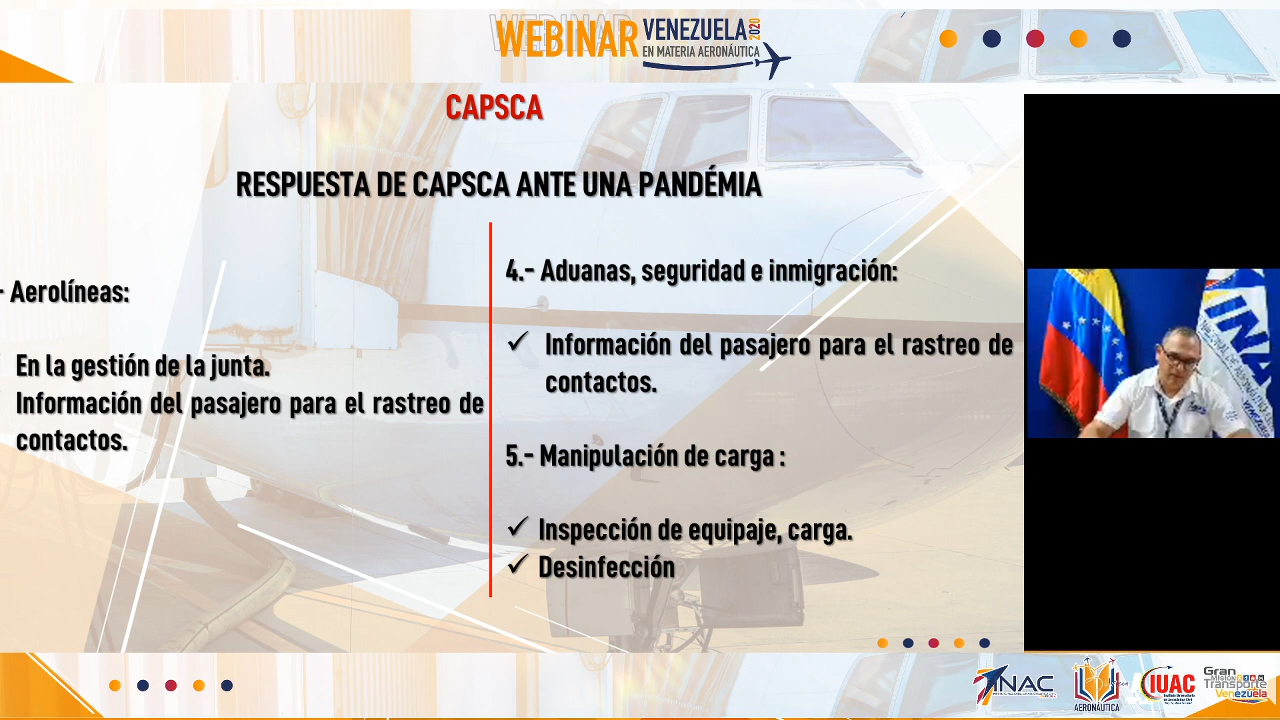 WEBINAR
VENEZUELA 2020
EN MATERIA AERONÁUTICA
CAPSCA
RESPUESTA DE CAPSCA ANTE UNA PANDÉMIA
- Aerolíneas:
En la gestión de la junta.
Información del pasajero para el rastreo de
contactos.
4.- Aduanas, seguridad e inmigración:
Información del pasajero para el rastreo de
contactos.
5.- Manipulación de carga :
Inspección de equipaje, carga.
Desinfección
INAC
AERONÁUTICA
IUAC
Gran
Misión
Transporte
Venezuela